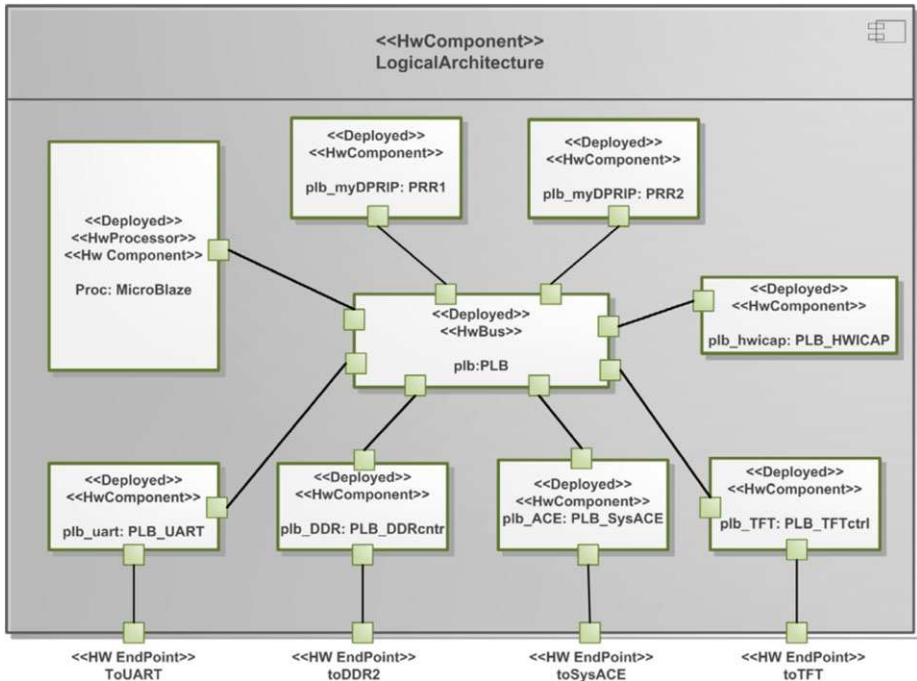 <<HwComponent>>
LogicalArchitecture
<<Deployed>>
<<HwProcessor>>
<<Hw Component>>
Proc: MicroBlaze
<<Deployed>>
<<HwComponent>>
plb_myDPRIP: PRR1
<<Deployed>>
<<HwComponent>>
plb_myDPRIP: PRR2
<<Deployed>>
<<HwBus>>
plb:PLB
<<Deployed>>
<<HwComponent>>
plb_hwicap: PLB_HWICAP
<<Deployed>>
<<HwComponent>>
plb_uart: PLB_UART
<<Deployed>>
<<HwComponent>>
plb_DDR: PLB_DDRcntr
<<Deployed>>
<<HwComponent>>
plb_ACE: PLB_SysACE
<<Deployed>>
<<HwComponent>>
plb_TFT: PLB_TFTctrl
<<HW EndPoint>>
ToUART
<<HW EndPoint>>
toDDR2
<<HW EndPoint>>
toSysACE
<<HW EndPoint>>
toTFT